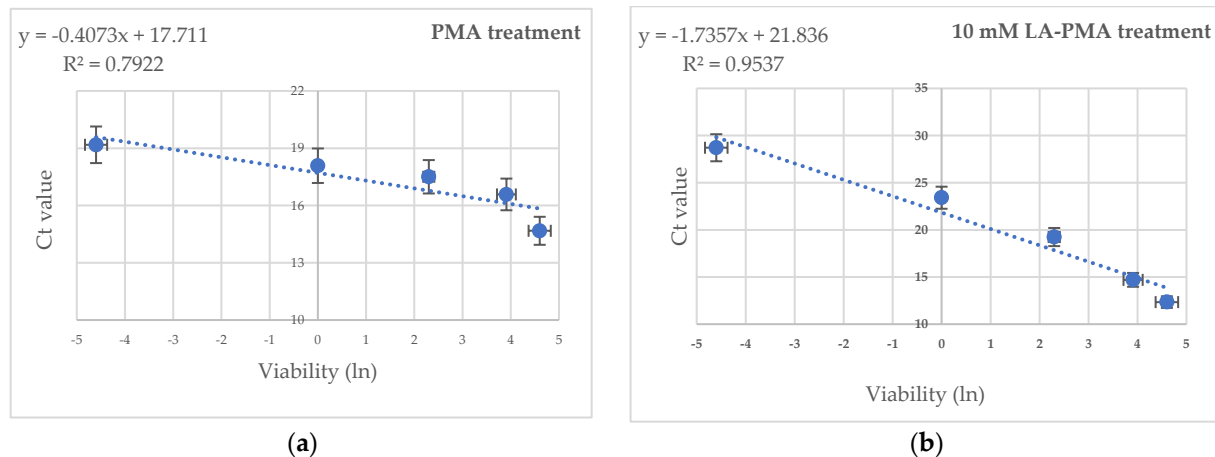 y = -0.4073x + 17.711
PMA treatment
R² = 0.7922
22
19
16
13
10
-5 -4 -3 -2 -1 0 1 2 3 4 5
Ct value
Viability (ln)
(a)
y = -1.7357x + 21.836
10 mM LA-PMA treatment
R² = 0.9537
35
30
25
20
15
10
-5 -4 -3 -2 -1 0 1 2 3 4 5
Ct value
Viability (ln)
(b)